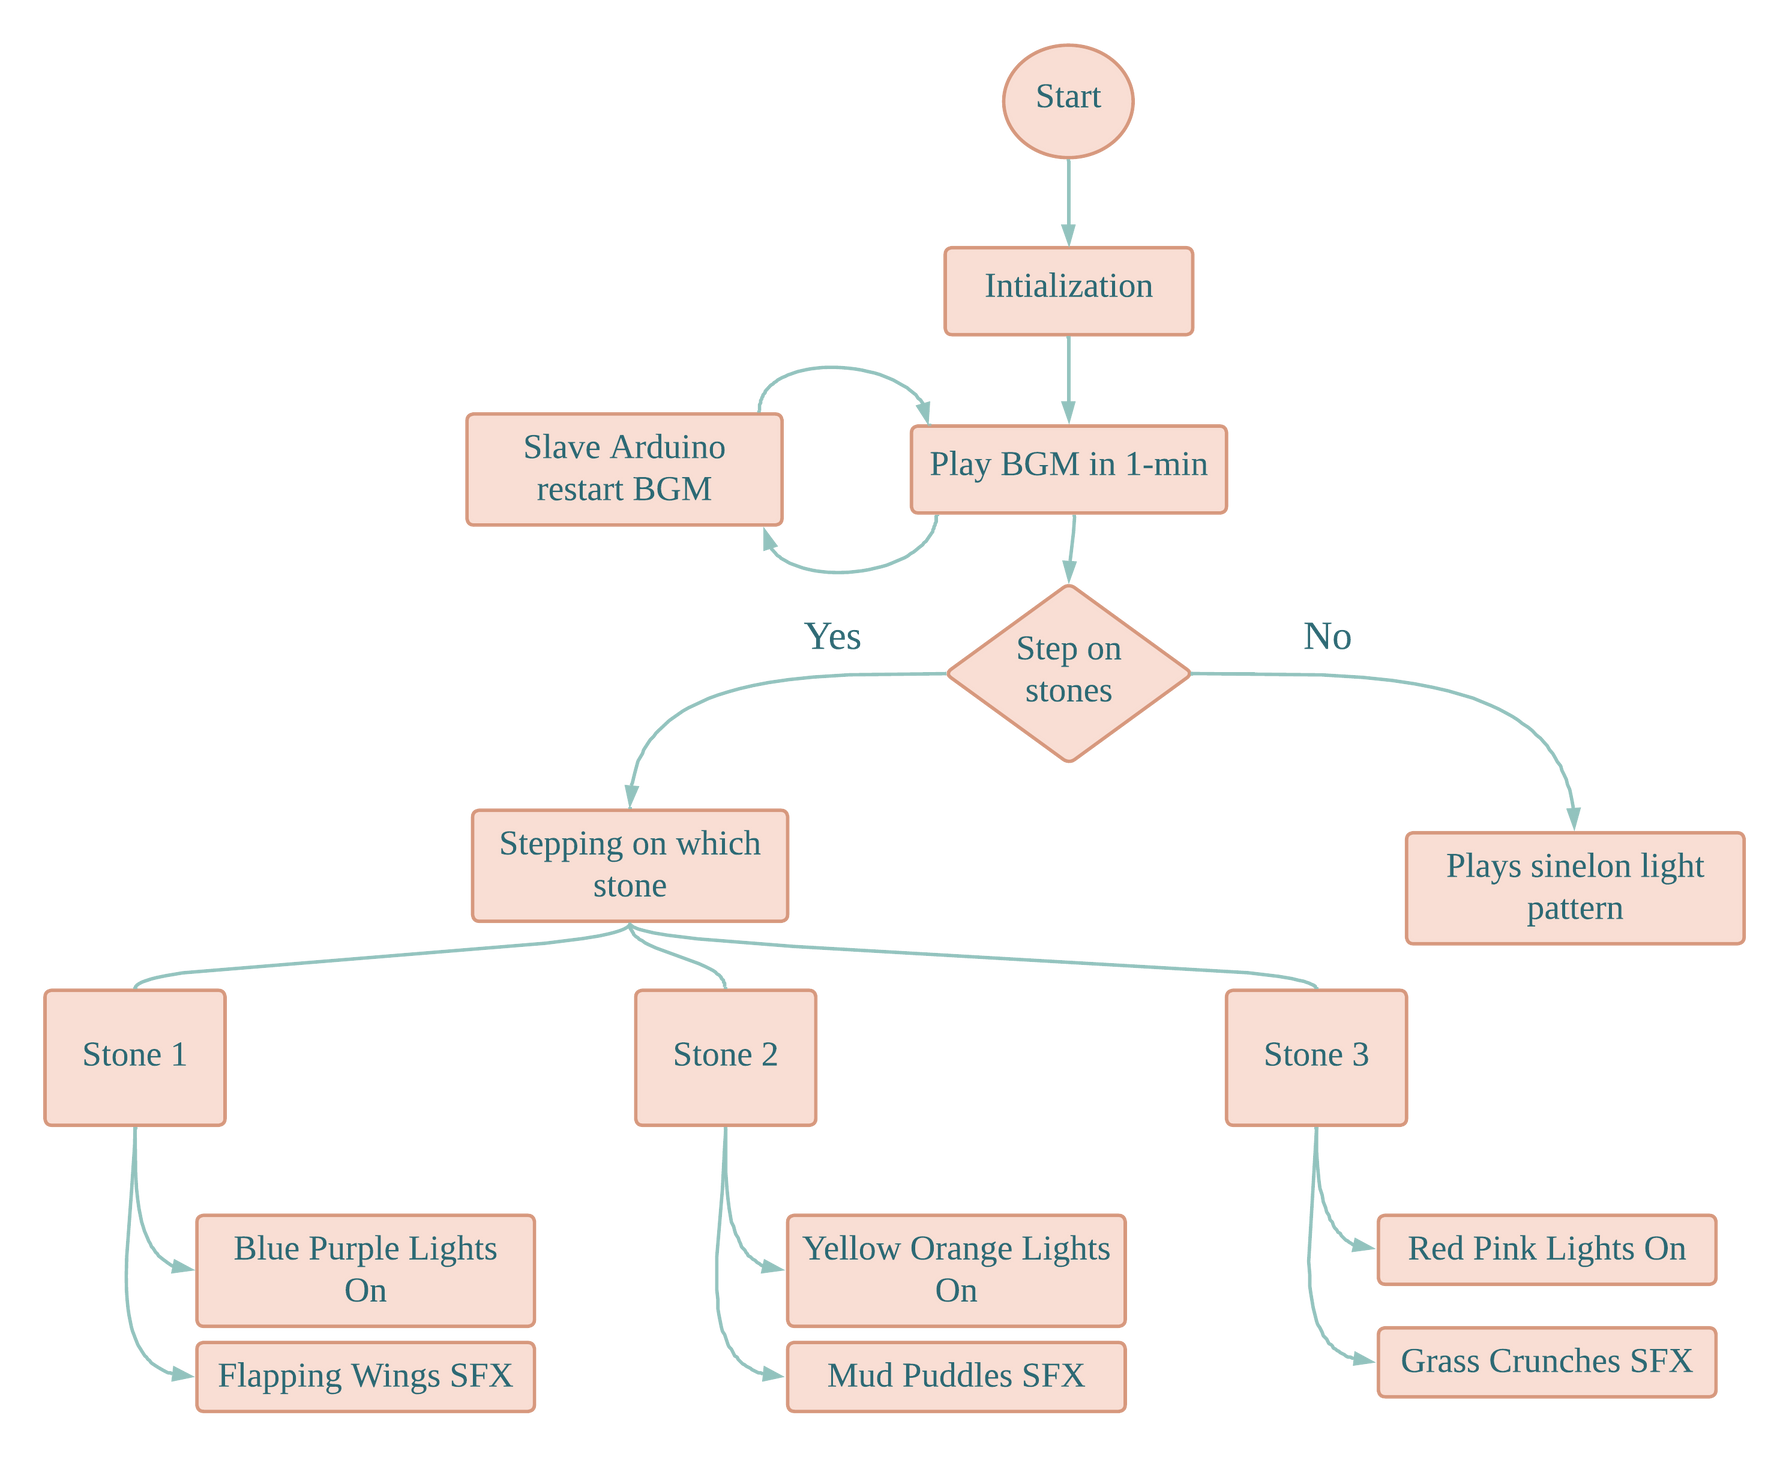 Start
Intialization
Slave Arduino
restart BGM
Play BGM in 1-min
Yes
Step on
stones
No
Stepping on which
stone
Plays sinelon light
pattern
Stone 1
Stone 2
Stone 3
Blue Purple Lights
On
Flapping Wings SFX
Yellow Orange Lights
On
Mud Puddles SFX
Red Pink Lights On
Grass Crunches SFX